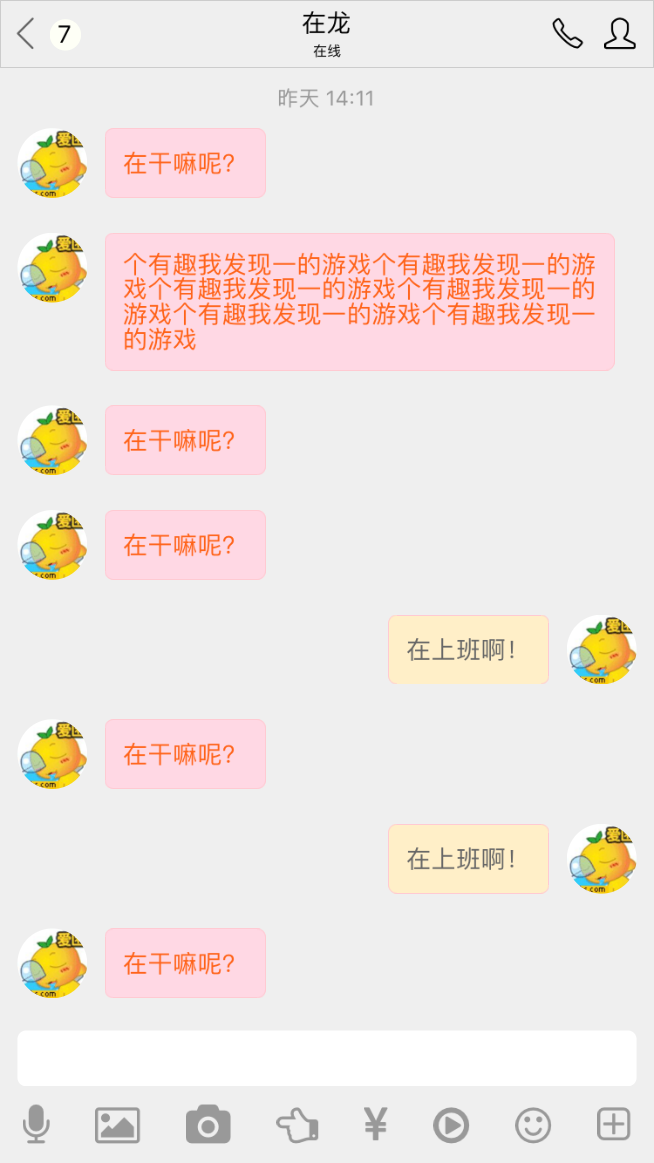 7
在龙
在线
昨天 14:11
在干嘛呢?
个有趣我发现一的游戏个有趣我发现一的游
戏个有趣我发现一的游戏个有趣我发现一的
游戏个有趣我发现一的游戏个有趣我发现一
的游戏
在干嘛呢?
在干嘛呢?
在上班啊!
在干嘛呢?
在上班啊!
在干嘛呢?